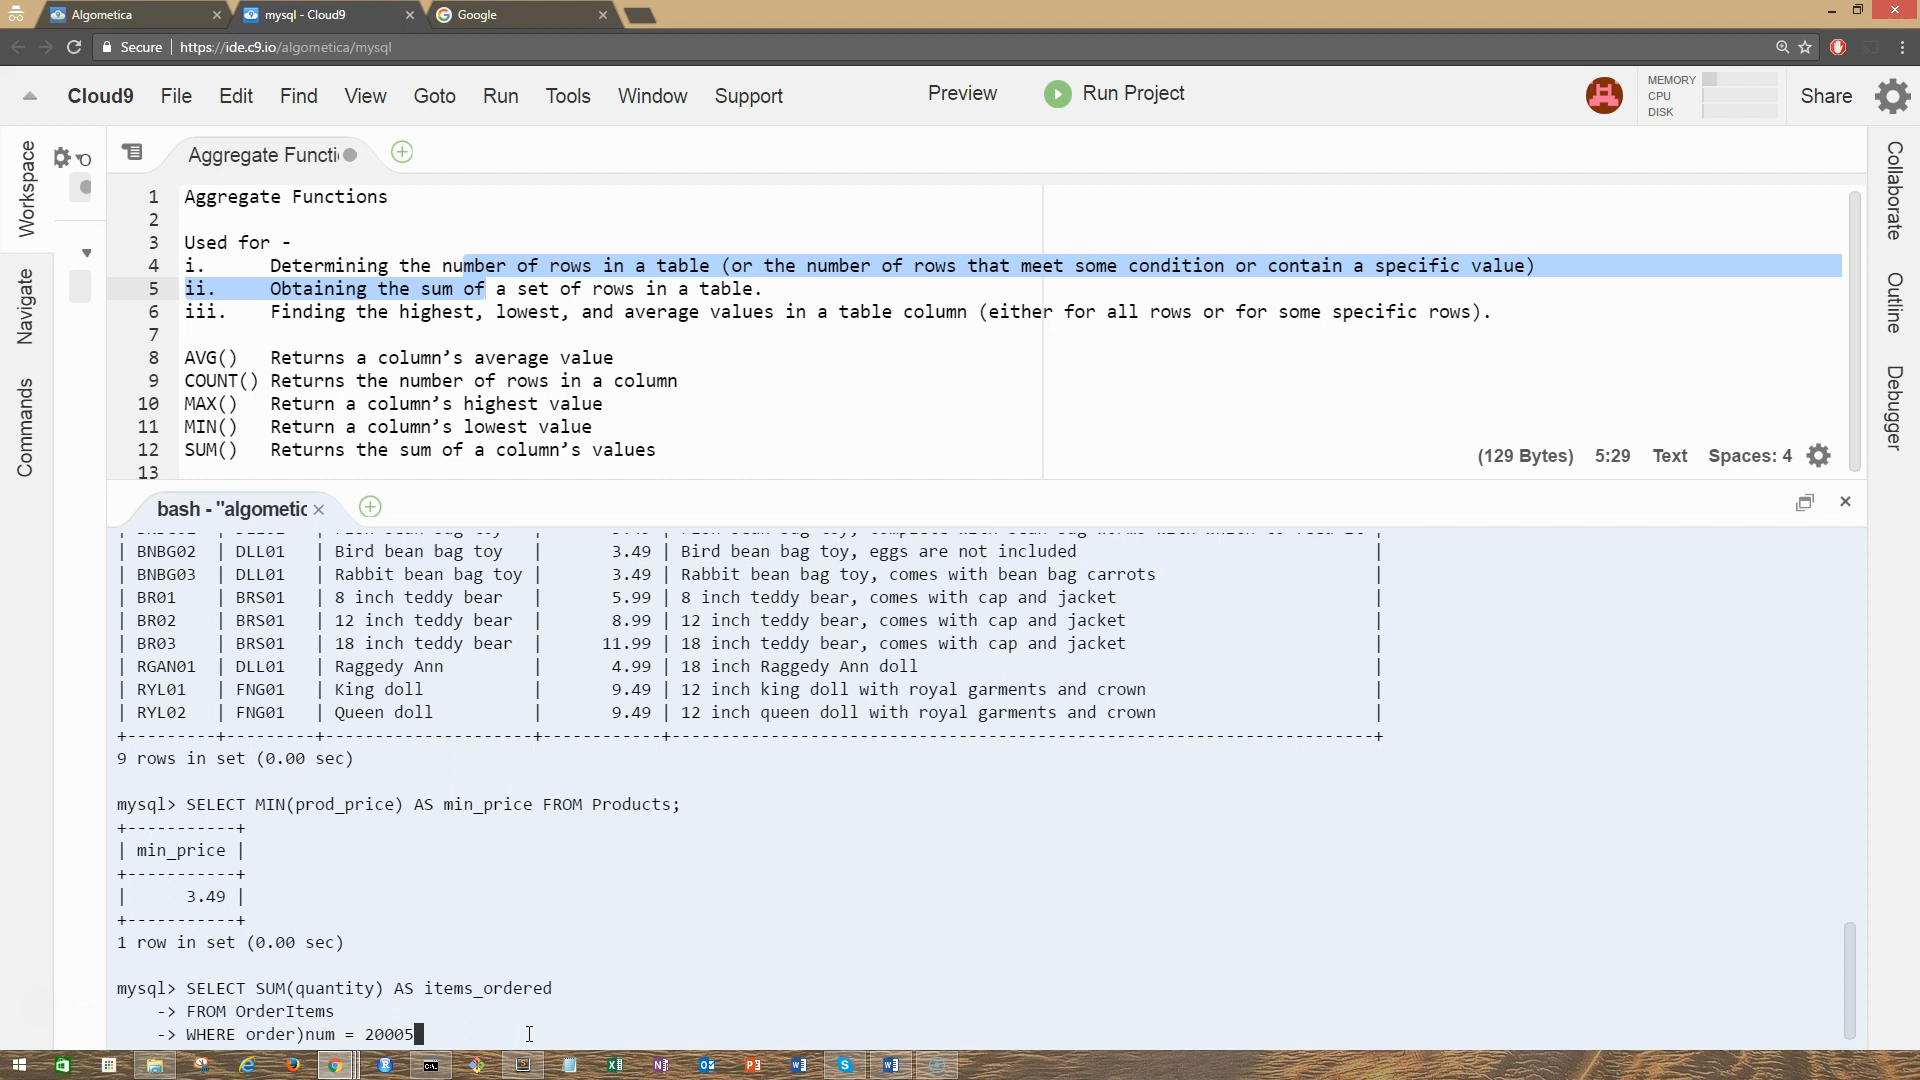 Algometica
mysql - Cloud9
Google
Secure
https://ide.c9.io/algometica/mysql
Cloud9 File Edit Find View Goto Run Tools Window Support
Preview
Run Project
MEMORY
CPU
DISK
Share
Workspace
Navigate
Commands
Collaborate
Outline
Debugger
Aggregate Functi
1 Aggregate Functions
2
3 Used for -
4 i. Determining the number of rows in a table (or the number of rows that meet some condition or contain a specific value)
5 ii. Obtaining the sum of a set of rows in a table.
6 iii. Finding the highest, lowest, and average values in a table column (either for all rows or for some specific rows).
7
8 AVG() Returns a column’s average value
9 COUNT() Returns the number of rows in a column
10 MAX() Return a column’s highest value
11 MIN() Return a column’s lowest value
12 SUM() Returns the sum of a column’s values
13
(129 Bytes) 5:29 Text Spaces: 4
bash - "algometic
| BNBG02 | DLL01 | Bird bean bag toy | 3.49 | Bird bean bag toy, eggs are not included |
| BNBG03 | DLL01 | Rabbit bean bag toy | 3.49 | Rabbit bean bag toy, comes with bean bag carrots |
| BR01 | BRS01 | 8 inch teddy bear | 5.99 | 8 inch teddy bear, comes with cap and jacket |
| BR02 | BRS01 | 12 inch teddy bear | 8.99 | 12 inch teddy bear, comes with cap and jacket |
| BR03 | BRS01 | 18 inch teddy bear | 11.99 | 18 inch teddy bear, comes with cap and jacket |
| RGAN01 | DLL01 | Raggedy Ann | 4.99 | 18 inch Raggedy Ann doll |
| RYL01 | FNG01 | King doll | 9.49 | 12 inch king doll with royal garments and crown |
| RYL02 | FNG01 | Queen doll | 9.49 | 12 inch queen doll with royal garments and crown |
+---------+---------+---------------------+------------+-----------------------------------------------------------------------+
9 rows in set (0.00 sec)
mysql> SELECT MIN(prod_price) AS min_price FROM Products;
+-----------+
| min_price |
+-----------+
| 3.49 |
+-----------+
1 row in set (0.00 sec)
mysql> SELECT SUM(quantity) AS items_ordered
-> FROM OrderItems
-> WHERE order)num = 20005